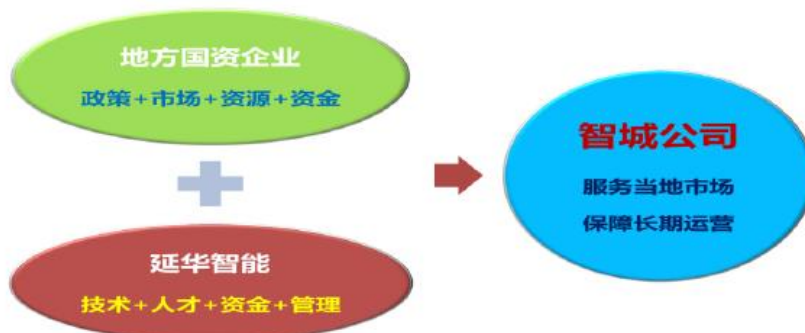 地方国资企业
政策+市场+资源+资金
延华智能
技术+人才+资金+管理
智城公司
服务当地市场
保障长期运营